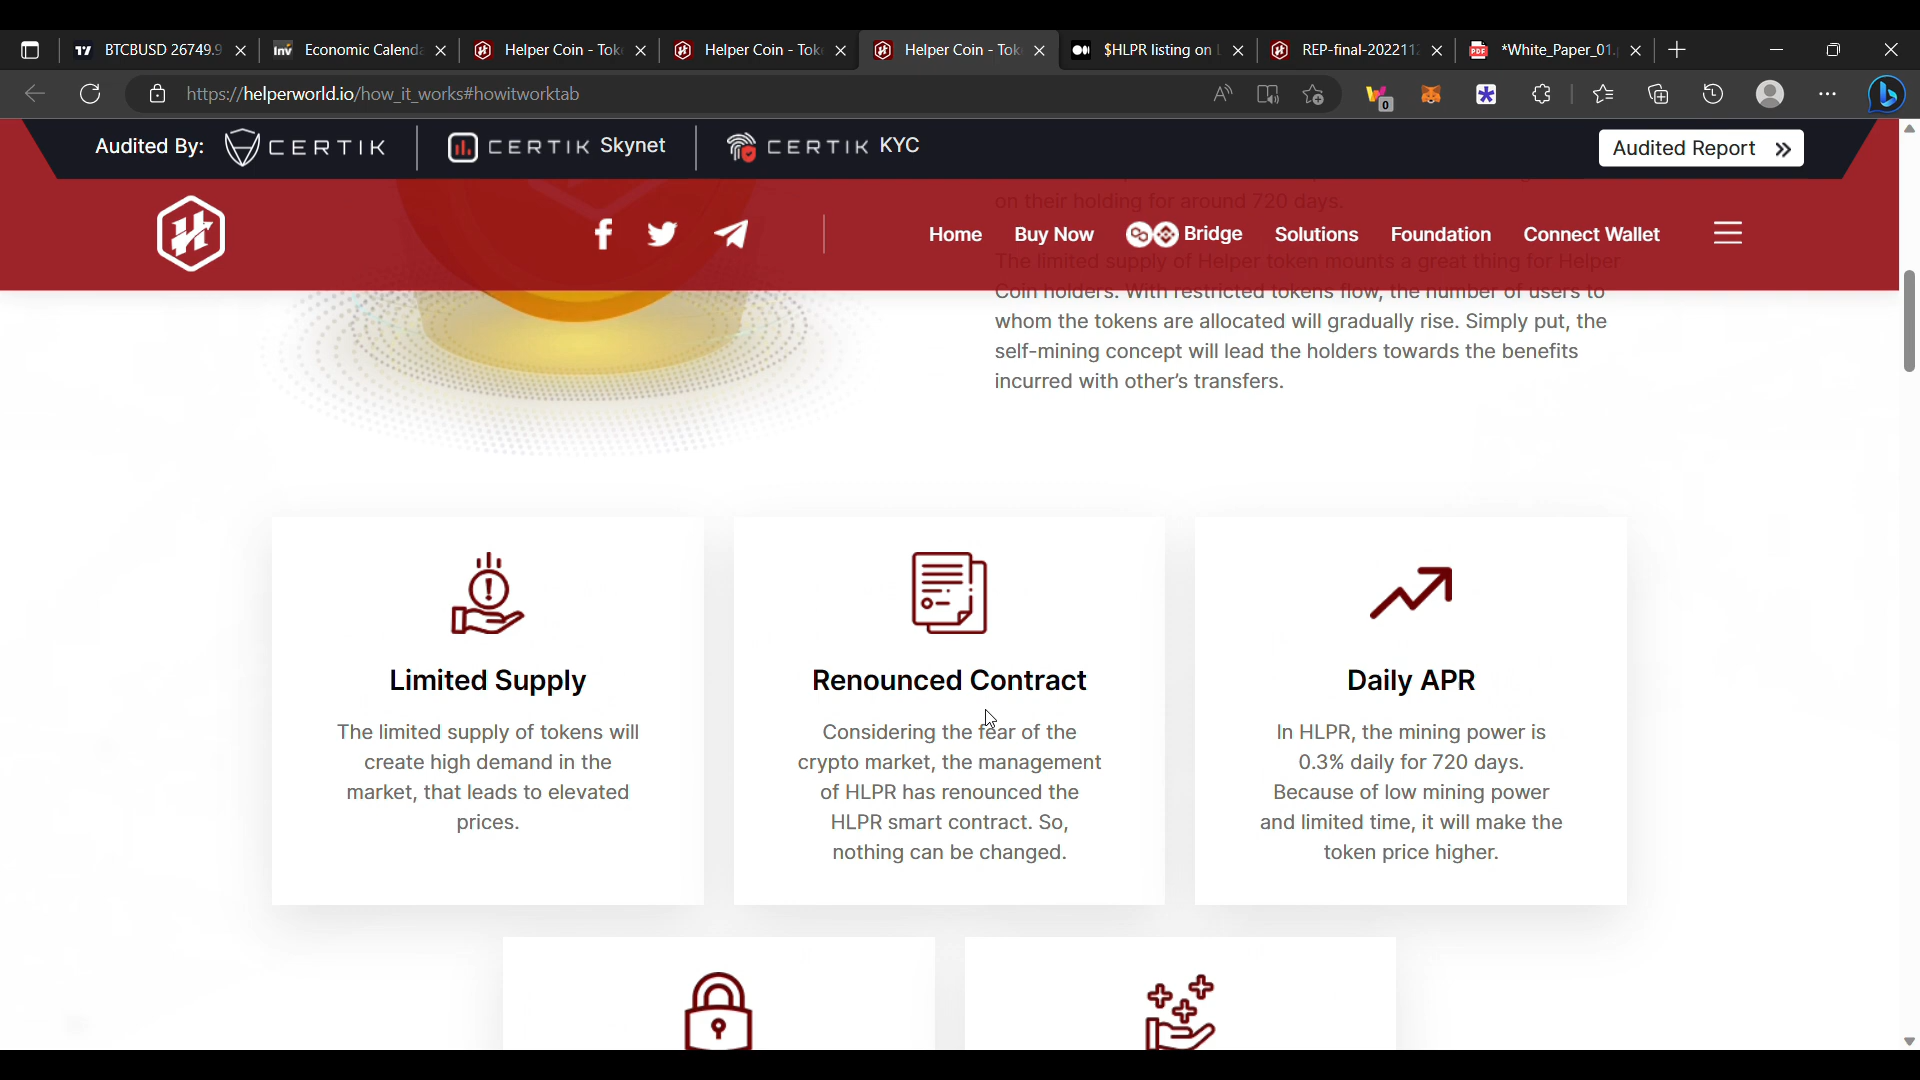 BTCBUSD 26749.9
Economic Calenda
Helper Coin - Tok
Helper Coin - Tok
Helper Coin - Tok
$HLPR listing on L
REP-final-2022112
*White_Paper_01.
https://helperworld.io/how_it_works#howitworktab
0
Audited By: CERTIK
CERTIK Skynet
CERTIK KYC
Audited Report
on their holding for around 720 days.
Home
Buy Now
Bridge
Solutions
Foundation
Connect Wallet
The limited supply of Helper token mounts a great thing for Helper
Coin holders. With restricted tokens flow, the number of users to
whom the tokens are allocated will gradually rise. Simply put, the
self-mining concept will lead the holders towards the benefits
incurred with other's transfers.
Limited Supply
The limited supply of tokens will
create high demand in the
market, that leads to elevated
prices.
Renounced Contract
Considering the fear of the
crypto market, the management
of HLPR has renounced the
HLPR smart contract. So,
nothing can be changed.
Daily APR
In HLPR, the mining power is
0.3% daily for 720 days.
Because of low mining power
and limited time, it will make the
token price higher.